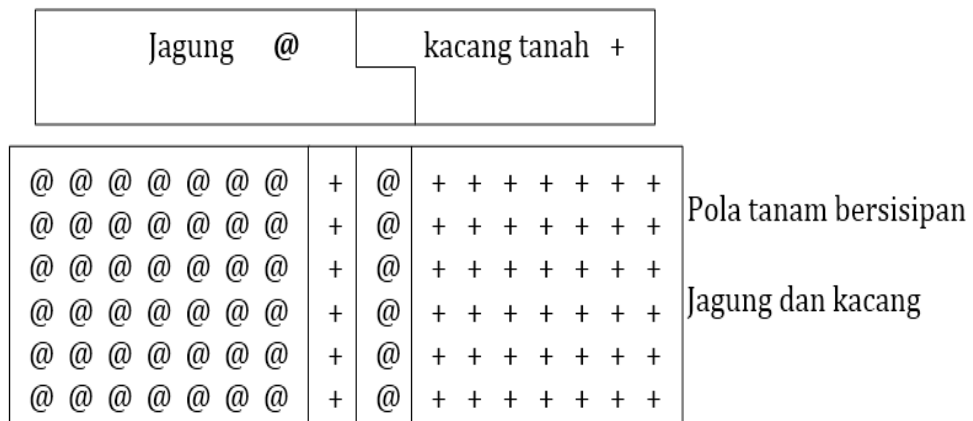 Jagung @ kacang tanah +
@ @ @ @ @ @ @ + @ + + + + + + +
@ @ @ @ @ @ @ + @ + + + + + + +
Pola tanam bersisipan
@ @ @ @ @ @ @ + @ + + + + + + +
@ @ @ @ @ @ @ + @ + + + + + + +
Jagung dan kacang
@ @ @ @ @ @ @ + @ + + + + + + +
@ @ @ @ @ @ @ + @ + + + + + + +